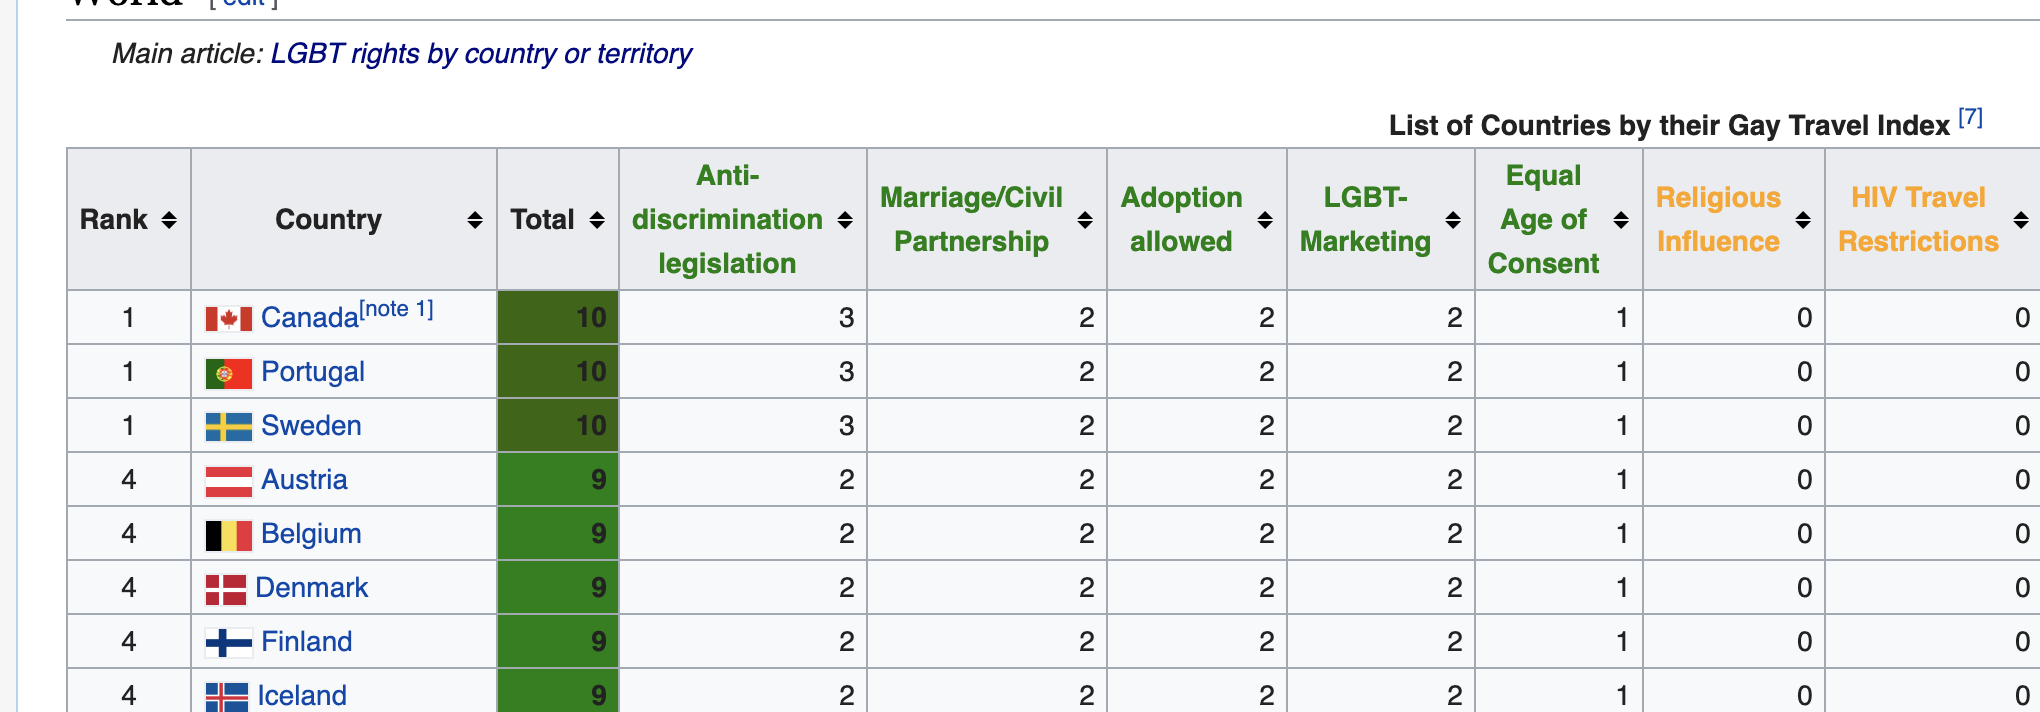 World [ edit ]
Main article: LGBT rights by country or territory
List of Countries by their Gay Travel Index [7]
Rank Country Total Anti-discrimination legislation Marriage/Civil Partnership Adoption allowed LGBT-Marketing Equal Age of Consent Religious Influence HIV Travel Restrictions
1 Canada[note 1] 10 3 2 2 2 1 0 0
1 Portugal 10 3 2 2 2 1 0 0
1 Sweden 10 3 2 2 2 1 0 0
4 Austria 9 2 2 2 2 1 0 0
4 Belgium 9 2 2 2 2 1 0 0
4 Denmark 9 2 2 2 2 1 0 0
4 Finland 9 2 2 2 2 1 0 0
4 Iceland 9 2 2 2 2 1 0 0